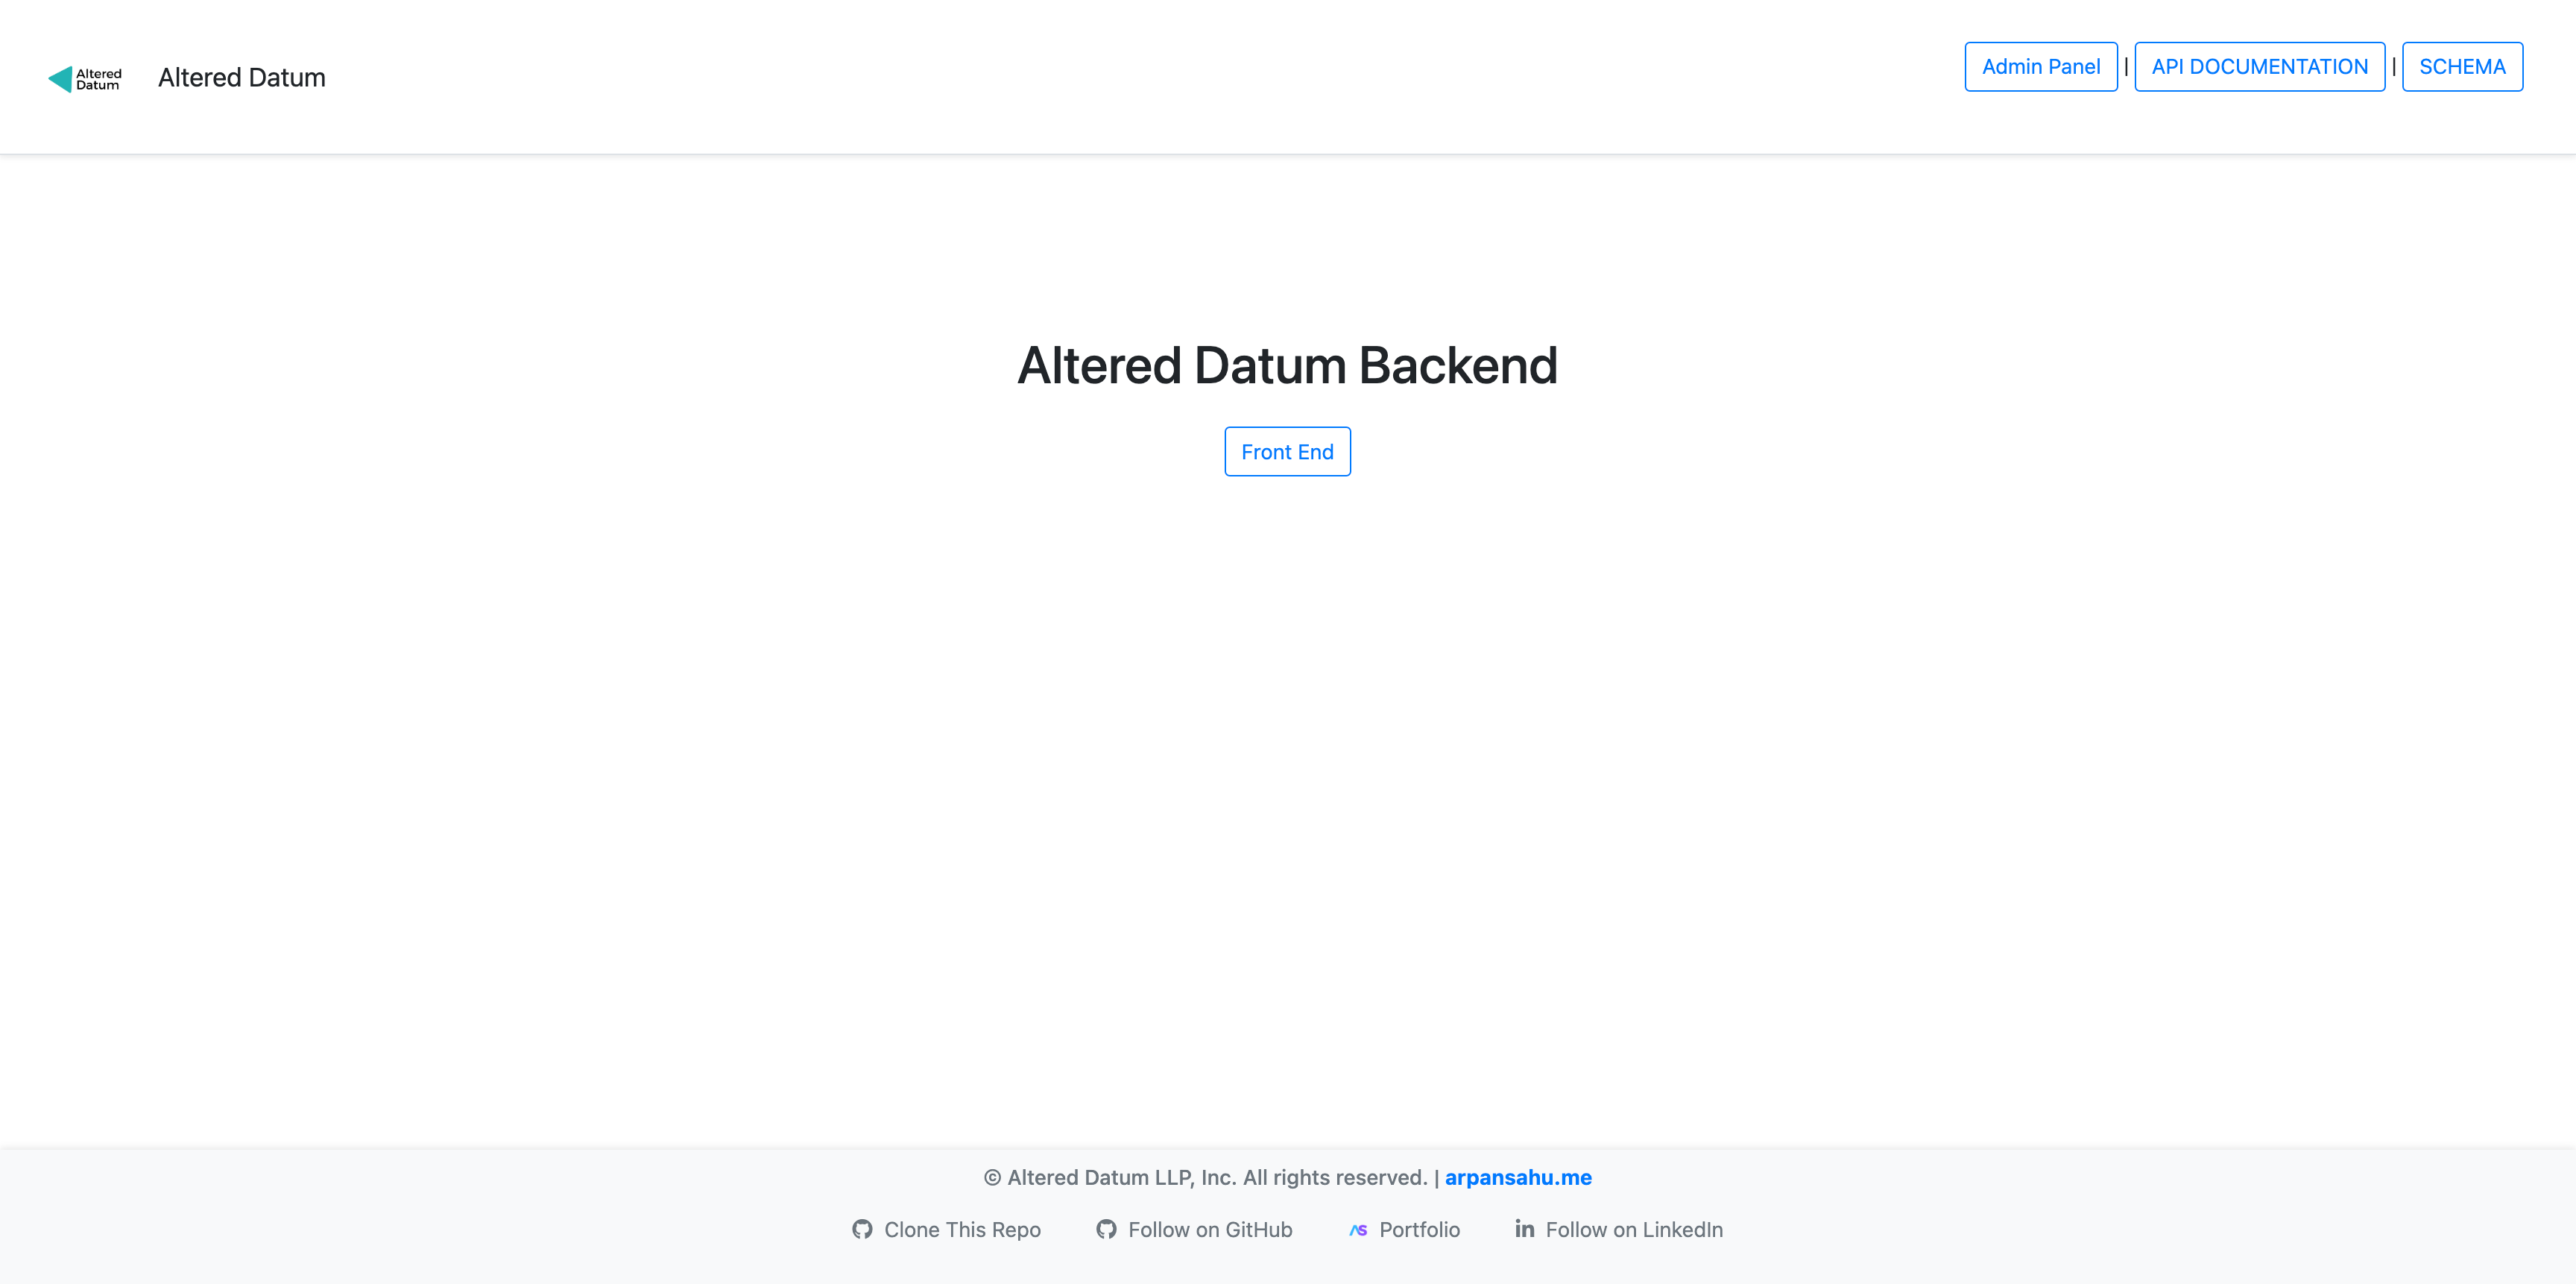 Altered
Datum
Altered Datum
Admin Panel | API DOCUMENTATION | SCHEMA
Altered Datum Backend
Front End
© Altered Datum LLP, Inc. All rights reserved. | arpansahu.me
Clone This Repo Follow on GitHub AS Portfolio in Follow on LinkedIn